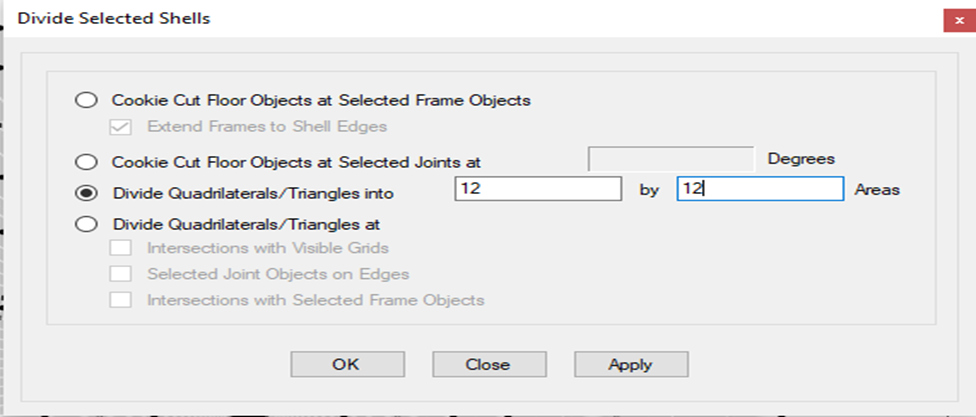 Divide Selected Shells
Cookie Cut Floor Objects at Selected Frame Objects
Extend Frames to Shell Edges
Cookie Cut Floor Objects at Selected Joints at Degrees
Divide Quadrilaterals/Triangles into 12 by 12 Areas
Divide Quadrilaterals/Triangles at
Intersections with Visible Grids
Selected Joint Objects on Edges
Intersections with Selected Frame Objects
OK Close Apply